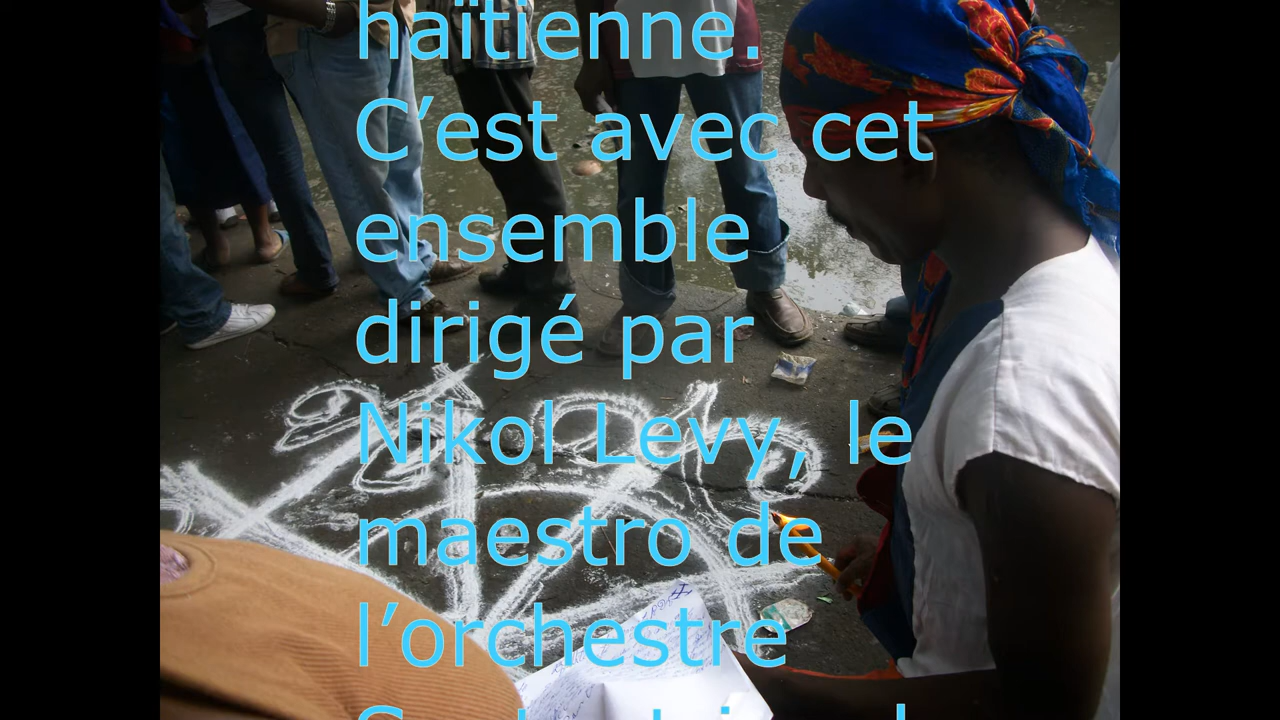 haïtienne.
C’est avec cet
ensemble
dirigé par
Nikol Levy, le
maestro de
l’orchestre